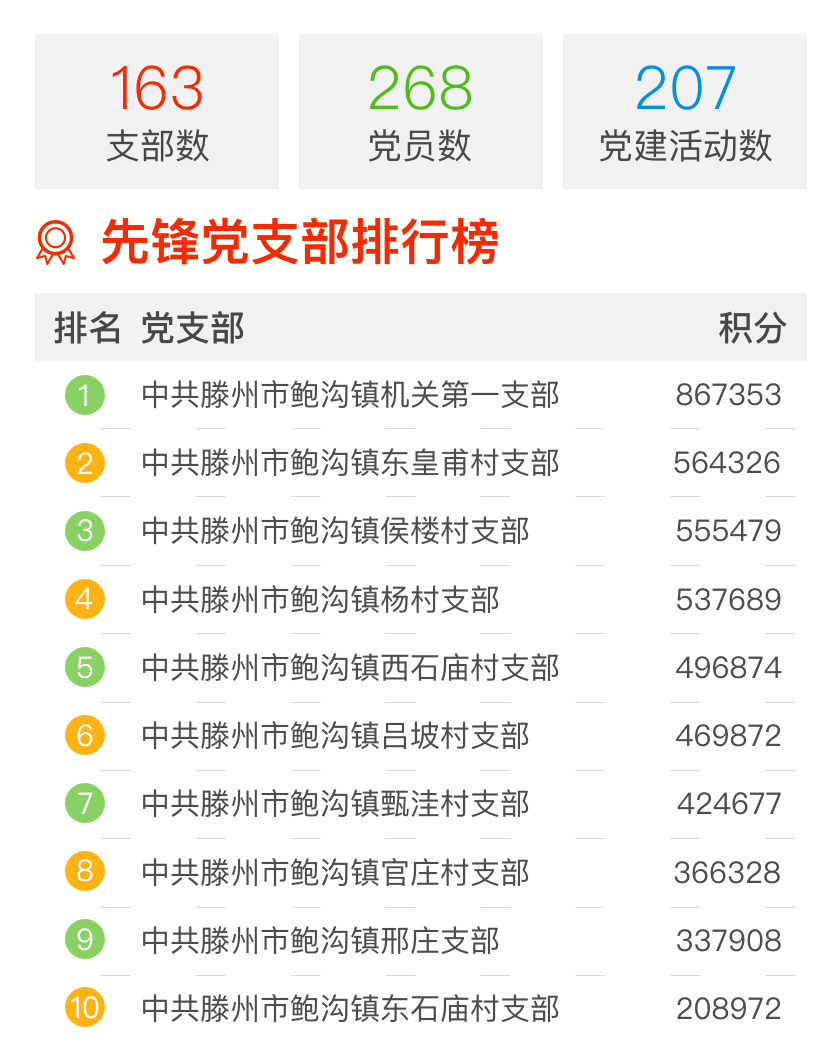 163 268 207
支部数 党员数 党建活动数
先锋党支部排行榜
排名 党支部 积分
1 中共滕州市鲍沟镇机关第一支部 867353
2 中共滕州市鲍沟镇东皇甫村支部 564326
3 中共滕州市鲍沟镇侯楼村支部 555479
4 中共滕州市鲍沟镇杨村支部 537689
5 中共滕州市鲍沟镇西石庙村支部 496874
6 中共滕州市鲍沟镇吕坡村支部 469872
7 中共滕州市鲍沟镇甄洼村支部 424677
8 中共滕州市鲍沟镇官庄村支部 366328
9 中共滕州市鲍沟镇邢庄支部 337908
10 中共滕州市鲍沟镇东石庙村支部 208972